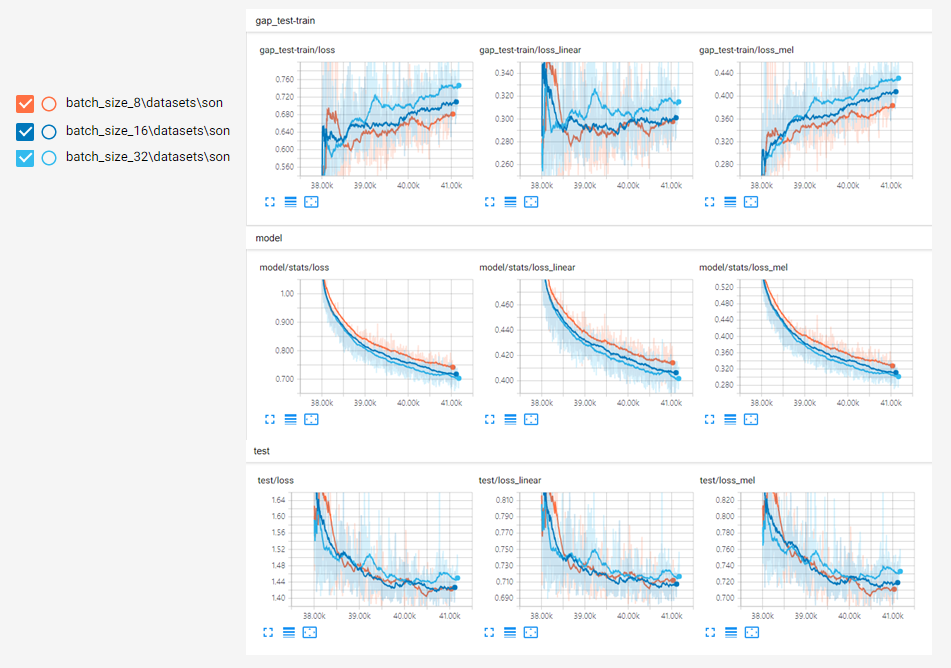 batch_size_8\datasets\son
batch_size_16\datasets\son
batch_size_32\datasets\son
gap_test-train
gap_test-train/loss
0.760
0.720
0.680
0.640
0.600
0.560
38.00k 39.00k 40.00k 41.00k
gap_test-train/loss_linear
0.340
0.320
0.300
0.280
0.260
38.00k 39.00k 40.00k 41.00k
gap_test-train/loss_mel
0.440
0.400
0.360
0.320
0.280
38.00k 39.00k 40.00k 41.00k
model
model/stats/loss
1.00
0.900
0.800
0.700
38.00k 39.00k 40.00k 41.00k
model/stats/loss_linear
0.460
0.440
0.420
0.400
38.00k 39.00k 40.00k 41.00k
model/stats/loss_mel
0.520
0.480
0.440
0.400
0.360
0.320
0.280
38.00k 39.00k 40.00k 41.00k
test
test/loss
1.64
1.60
1.56
1.52
1.48
1.44
1.40
38.00k 39.00k 40.00k 41.00k
test/loss_linear
0.810
0.790
0.770
0.750
0.730
0.710
0.690
38.00k 39.00k 40.00k 41.00k
test/loss_mel
0.820
0.800
0.780
0.760
0.740
0.720
0.700
38.00k 39.00k 40.00k 41.00k